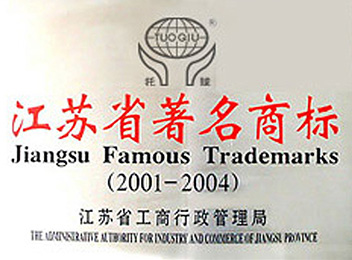 TUOQIU
托 球
江苏省著名商标
Jiangsu Famous Trademarks
(2001-2004)
江苏省工商行政管理局
THE ADMINISTRATIVE AUTHORITY FOR INDUSTRY AND COMMERCE OF JIANGSU PROVINCE